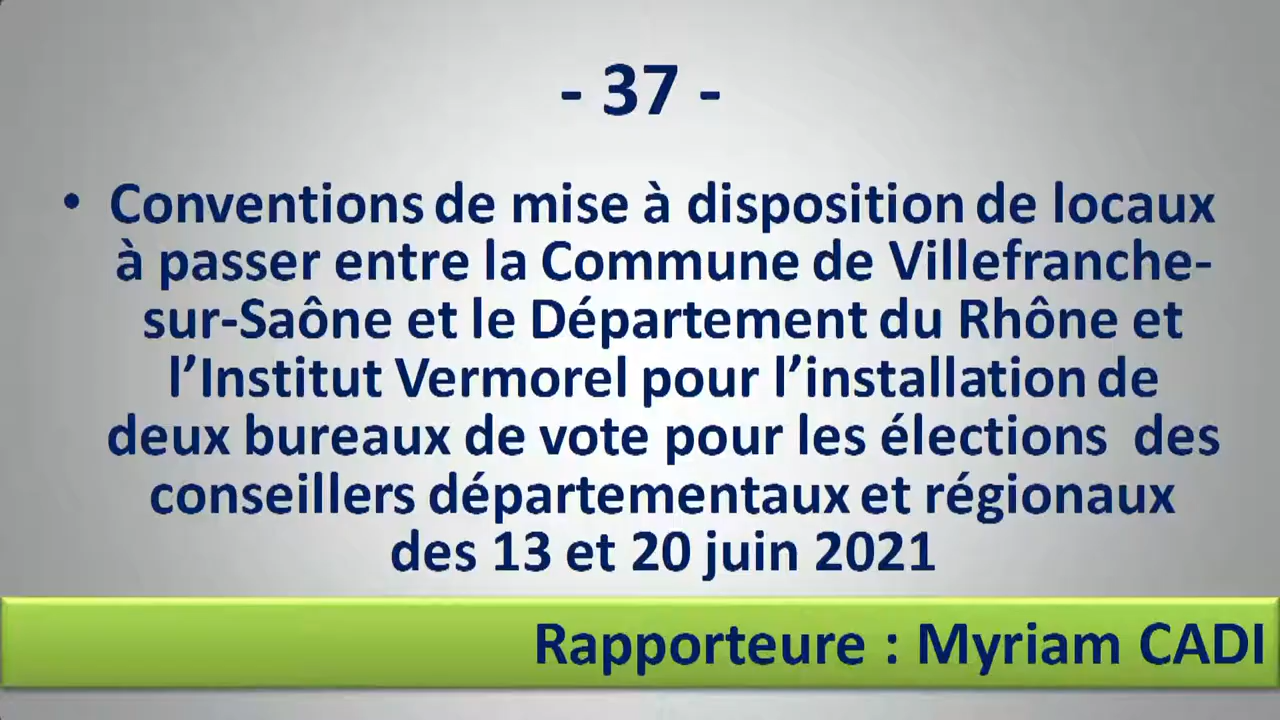 - 37 -
• Conventions de mise à disposition de locaux
à passer entre la Commune de Villefranche-
sur-Saône et le Département du Rhône et
l’Institut Vermorel pour l’installation de
deux bureaux de vote pour les élections des
conseillers départementaux et régionaux
des 13 et 20 juin 2021
Rapporteure : Myriam CADI